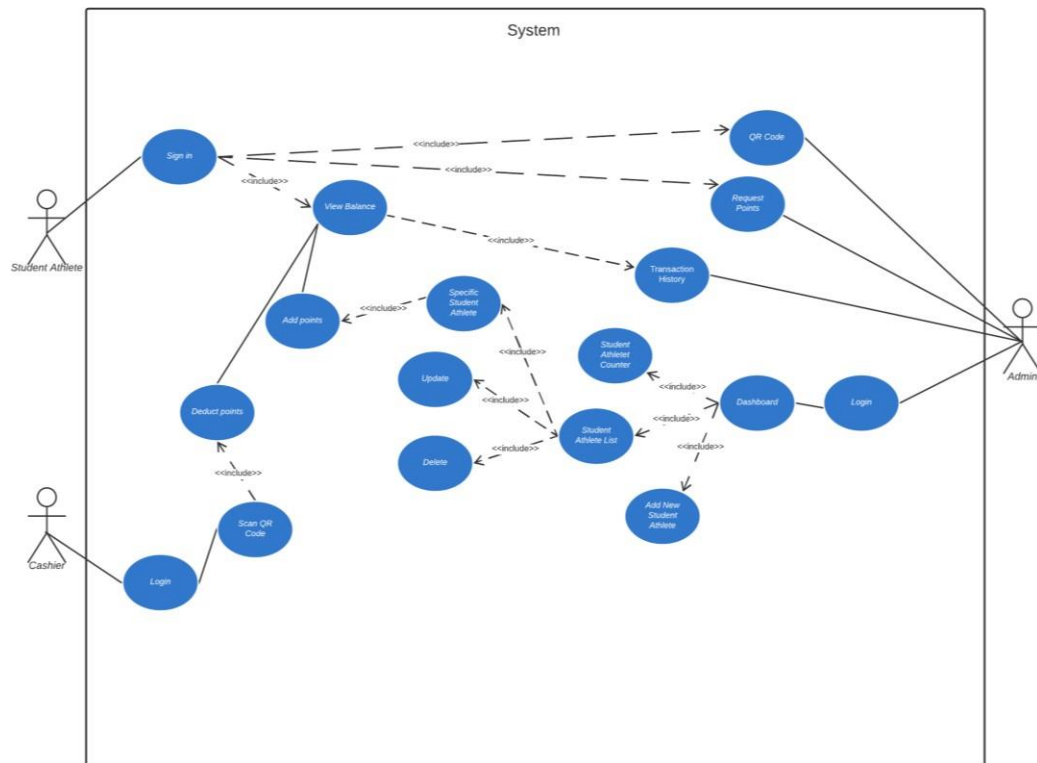 System
QR Code
Sign in
<<include>>
<<include>>
<<include>>
Request
Points
View Balance
<<include>>
Student Athlete
Transaction
History
Specific
Student
Athlete
<<include>>
Add points
Student
Athletet
Counter
<<include>>
Admin
Update
<<include>>
Dashboard
Login
<<include>>
Deduct points
<<include>>
Student
Athlete List
<<include>>
<<include>>
Delete
<<include>>
<<include>>
Add New
Student
Athlete
Scan QR
Code
Cashier
Login